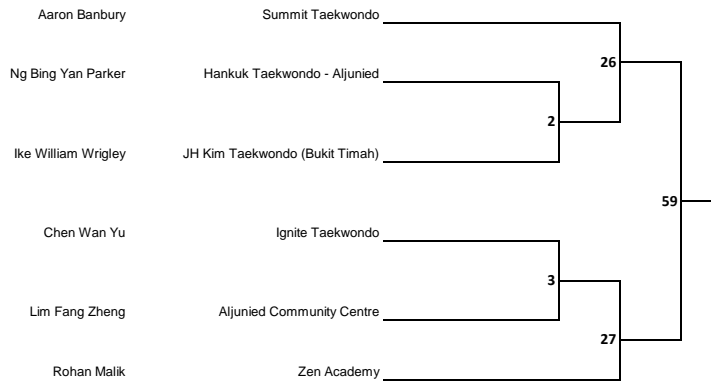 Aaron Banbury Summit Taekwondo
26
Ng Bing Yan Parker Hankuk Taekwondo - Aljunied
2
Ike William Wrigley JH Kim Taekwondo (Bukit Timah)
59
Chen Wan Yu Ignite Taekwondo
3
Lim Fang Zheng Aljunied Community Centre
27
Rohan Malik Zen Academy